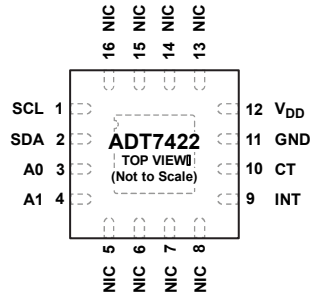 16 NIC
15 NIC
14 NIC
13 NIC
SCL 1
SDA 2
A0 3
A1 4
ADT7422
TOP VIEW
(Not to Scale)
12 VDD
11 GND
10 CT
9 INT
NIC 5
NIC 6
NIC 7
NIC 8